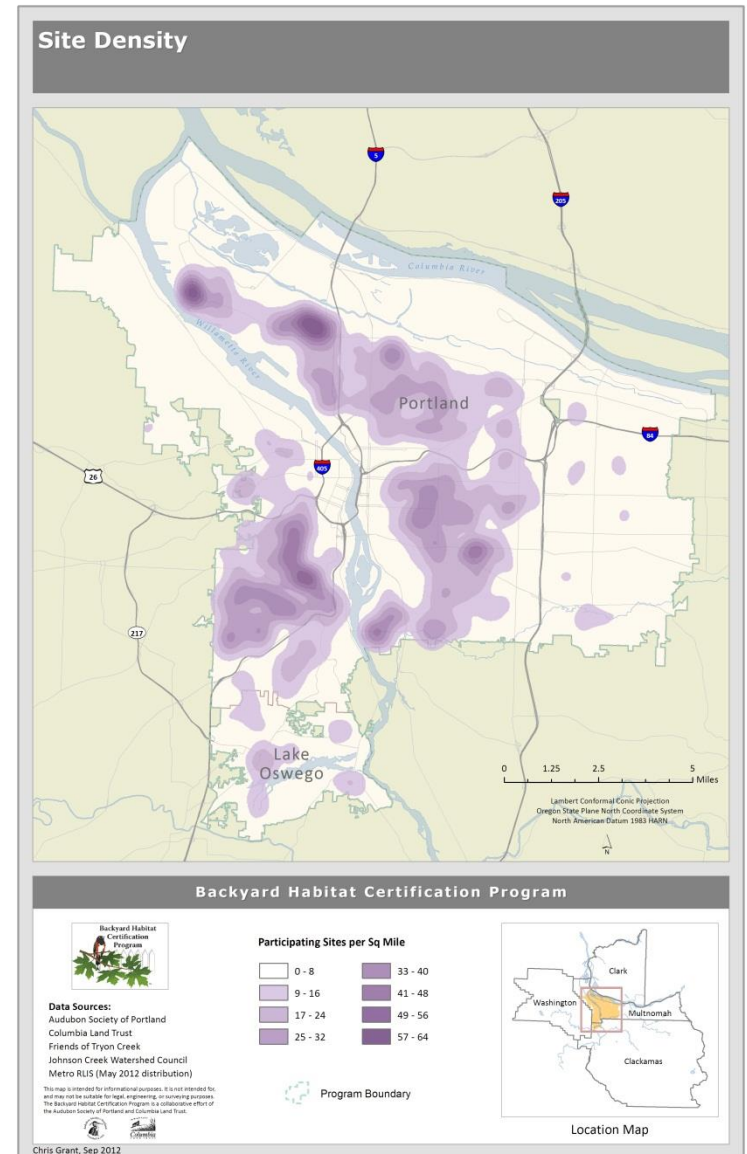 Site Density
5
205
Columbia River
Willamette River
Portland
84
405
26
217
Lake
Oswego
0 1.25 2.5 5
Miles
Lambert Conformal Conic Projection
Oregon State Plane North Coordinate System
North American Datum 1983 HARN
N
Backyard Habitat Certification Program
Backyard Habitat
Certification
Program
Data Sources:
Audubon Society of Portland
Columbia Land Trust
Friends of Tryon Creek
Johnson Creek Watershed Council
Metro RLIS (May 2012 distribution)
This map is intended for informational purposes. It is not intended for,
and may not be suitable for legal, engineering, or surveying purposes.
The Backyard Habitat Certification Program is a collaborative effort of
the Audubon Society of Portland and Columbia Land Trust.
Columbia
Chris Grant, Sep 2012
Participating Sites per Sq Mile
0 - 8
9 - 16
17 - 24
25 - 32
33 - 40
41 - 48
49 - 56
57 - 64
Program Boundary
Clark
Washington
Multnomah
Clackamas
Location Map